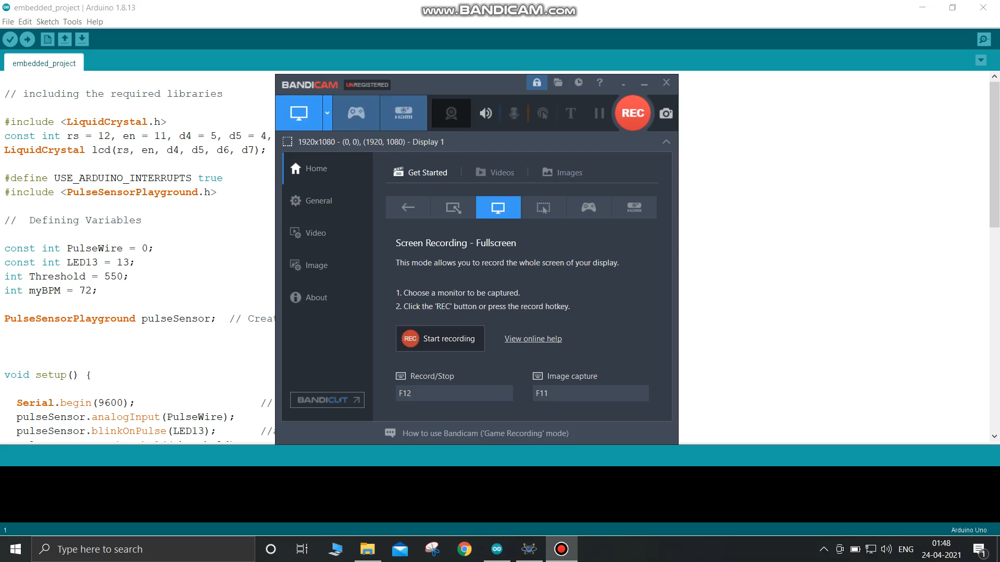 embedded_project | Arduino 1.8.13
www.BANDICAM.com
File Edit Sketch Tools Help
embedded_project
// including the required libraries
#include <LiquidCrystal.h>
const int rs = 12, en = 11, d4 = 5, d5 = 4,
LiquidCrystal lcd(rs, en, d4, d5, d6, d7);
#define USE_ARDUINO_INTERRUPTS true
#include <PulseSensorPlayground.h>
// Defining Variables
const int PulseWire = 0;
const int LED13 = 13;
int Threshold = 550;
int myBPM = 72;
PulseSensorPlayground pulseSensor; // Creat
void setup() {
Serial.begin(9600); //
pulseSensor.analogInput(PulseWire);
pulseSensor.blinkOnPulse(LED13); //a
BANDICAM UNREGISTERED
HDMI
T
REC
1920x1080 - (0, 0), (1920, 1080) - Display 1
Home
General
Video
Image
About
BANDICUT
Get Started
Videos
Images
HDMI
Screen Recording - Fullscreen
This mode allows you to record the whole screen of your display.
1. Choose a monitor to be captured.
2. Click the 'REC' button or press the record hotkey.
REC Start recording
View online help
Record/Stop
Image capture
F12
F11
How to use Bandicam ('Game Recording' mode)
1
Arduino Uno
Type here to search
ENG
01:48
24-04-2021
1